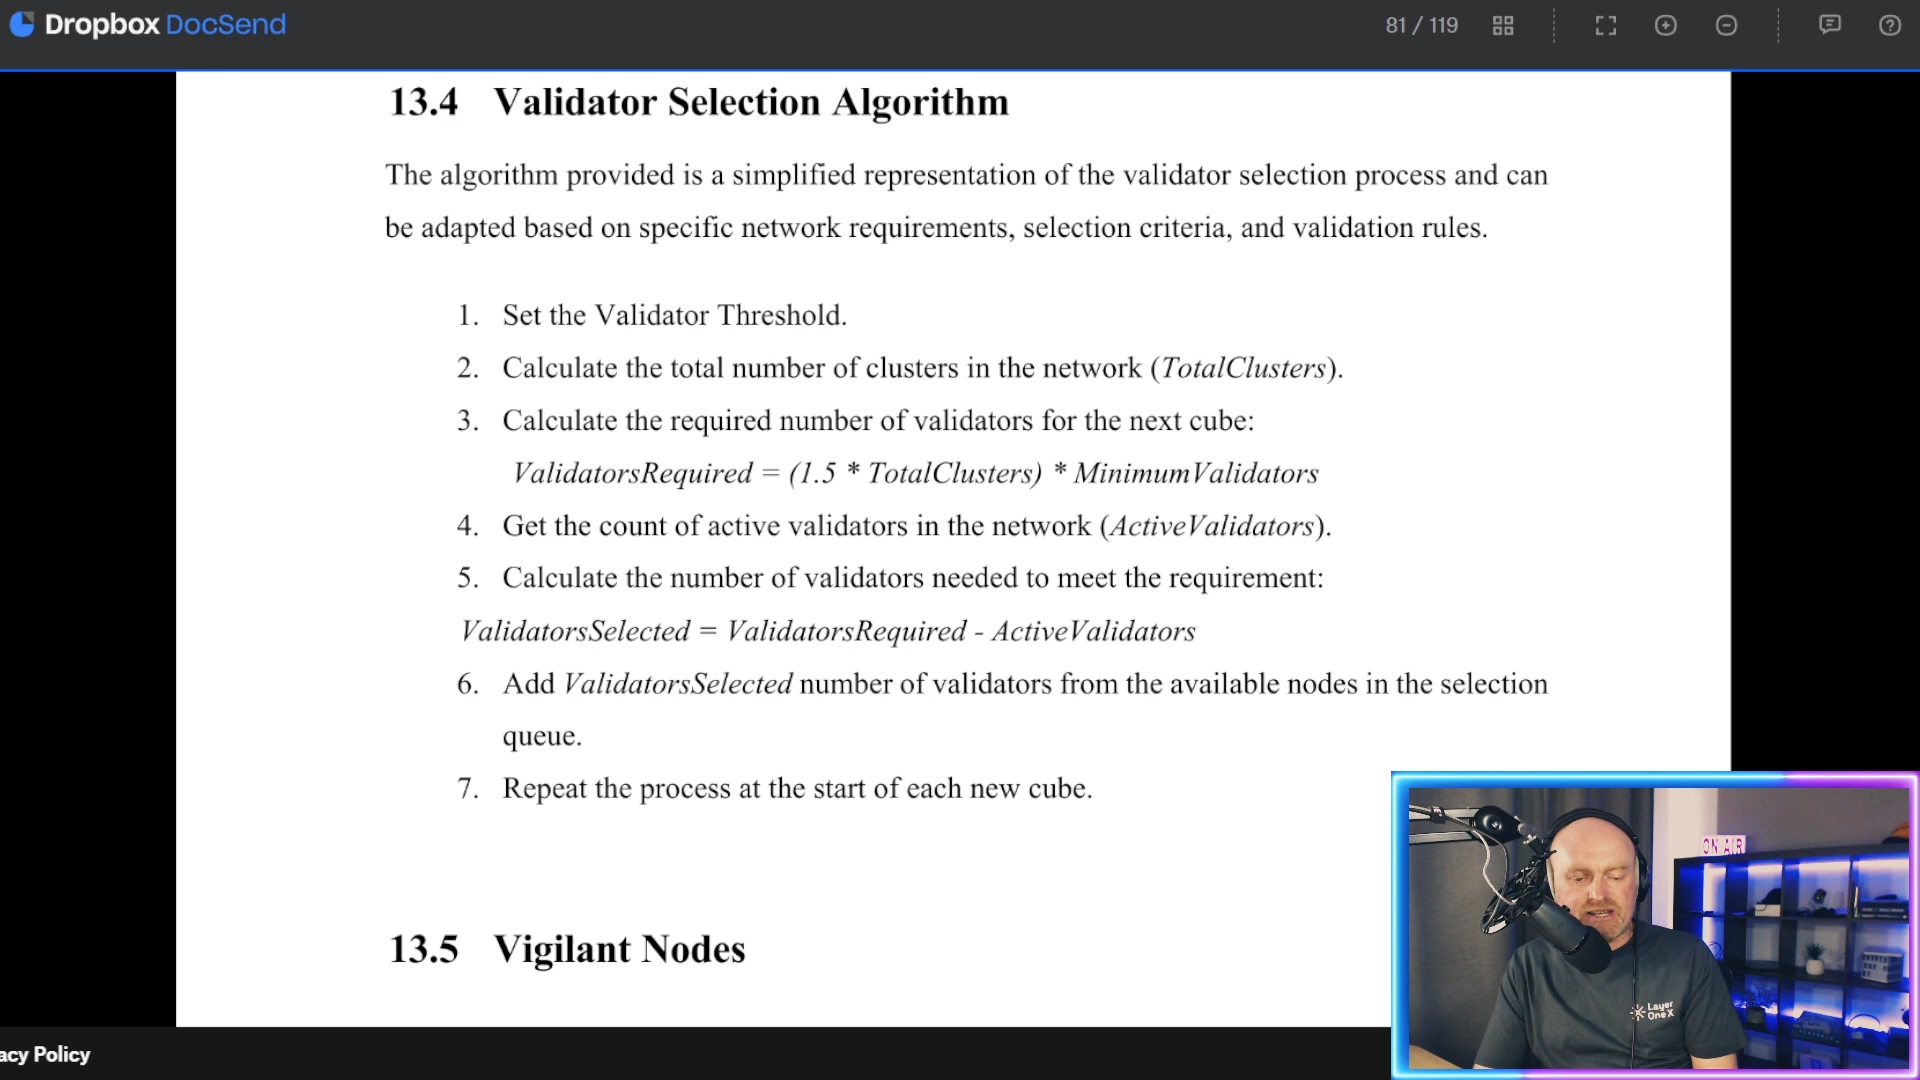 Dropbox DocSend
81 / 119
13.4 Validator Selection Algorithm
The algorithm provided is a simplified representation of the validator selection process and can
be adapted based on specific network requirements, selection criteria, and validation rules.
1. Set the Validator Threshold.
2. Calculate the total number of clusters in the network (TotalClusters).
3. Calculate the required number of validators for the next cube:
ValidatorsRequired = (1.5 * TotalClusters) * MinimumValidators
4. Get the count of active validators in the network (ActiveValidators).
5. Calculate the number of validators needed to meet the requirement:
ValidatorsSelected = ValidatorsRequired - ActiveValidators
6. Add ValidatorsSelected number of validators from the available nodes in the selection
queue.
7. Repeat the process at the start of each new cube.
13.5 Vigilant Nodes
ON AIR
Layer
OneX
acy Policy